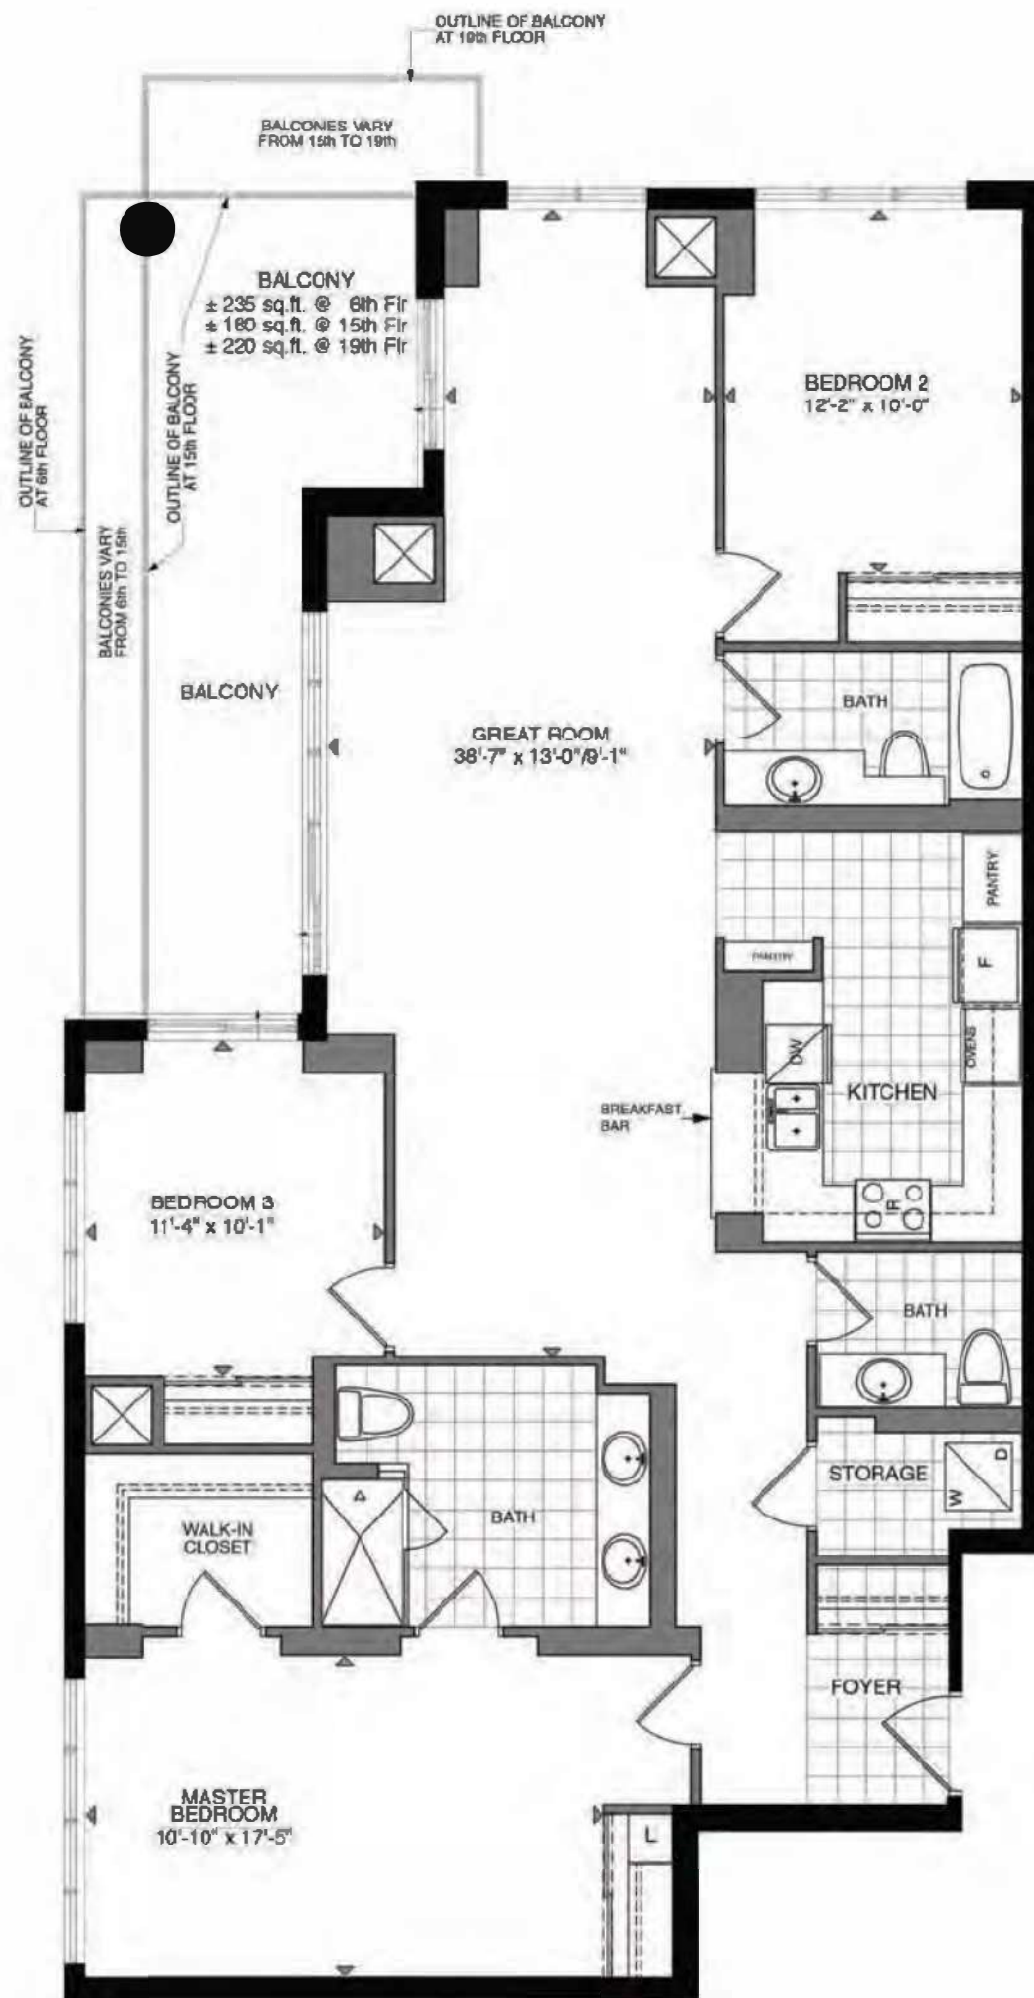 OUTLINE OF BALCONY
AT 19th FLOOR
BALCONIES VARY
FROM 15th TO 19th
BALCONY
± 235 sq.ft. @ 6th Flr
± 180 sq.ft. @ 15th Flr
± 220 sq.ft. @ 19th Flr
OUTLINE OF BALCONY
AT 6th FLOOR
OUTLINE OF BALCONY
AT 15th FLOOR
BEDROOM 2
12'-2" x 10'-0"
BALCONIES VARY
FROM 6th TO 15th
BALCONY
BATH
GREAT ROOM
38'-7" x 13'-0"/9'-1"
PANTRY
PANTRY
F
OVENS
DW
KITCHEN
BREAKFAST
BAR
R
BEDROOM 3
11'-4" x 10'-1"
BATH
STORAGE
D
W
BATH
WALK-IN
CLOSET
FOYER
MASTER
BEDROOM
10'-10" x 17'-5"
L